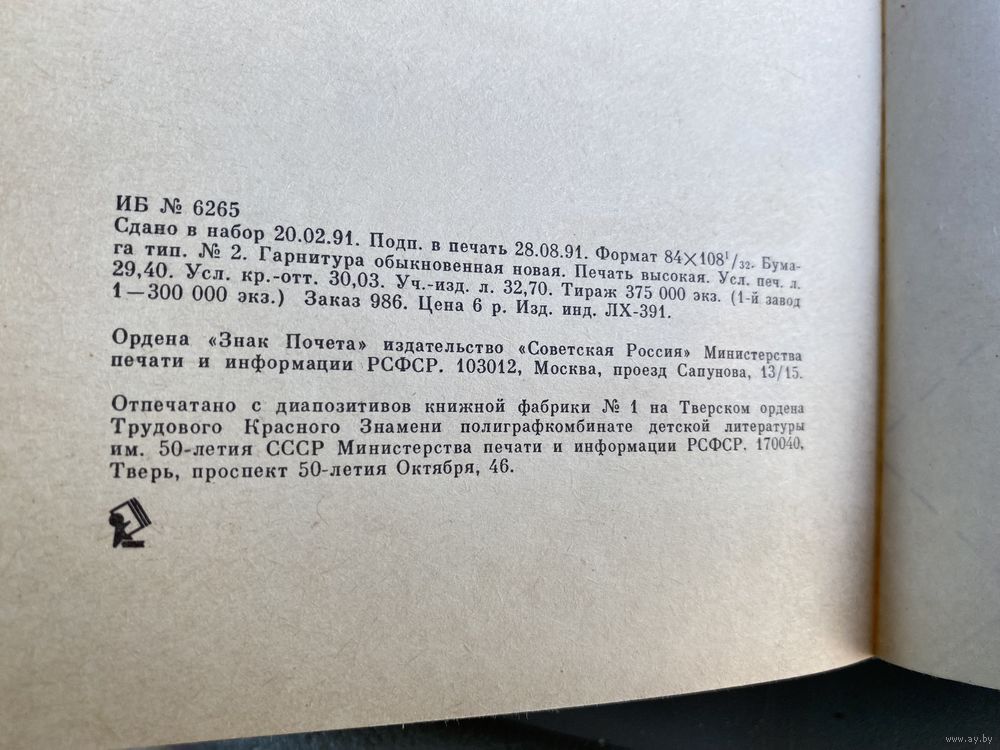 ИБ № 6265
Сдано в набор 20.02.91. Подп. в печать 28.08.91. Формат 84×108¹/₃₂. Бума-
га тип. № 2. Гарнитура обыкновенная новая. Печать высокая. Усл. печ. л.
29,40. Усл. кр.-отт. 30,03. Уч.-изд. л. 32,70. Тираж 375 000 экз. (1-й завод
1—300 000 экз.) Заказ 986. Цена 6 р. Изд. инд. ЛХ-391.
Ордена «Знак Почета» издательство «Советская Россия» Министерства
печати и информации РСФСР. 103012, Москва, проезд Сапунова, 13/15.
Отпечатано с диапозитивов книжной фабрики № 1 на Тверском ордена
Трудового Красного Знамени полиграфкомбинате детской литературы
им. 50-летия СССР Министерства печати и информации РСФСР. 170040,
Тверь, проспект 50-летия Октября, 46.
www.ay.by